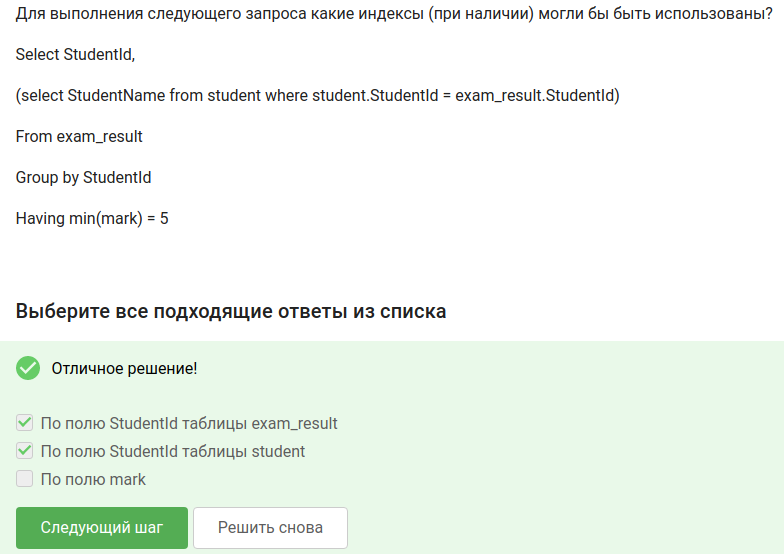 Для выполнения следующего запроса какие индексы (при наличии) могли бы быть использованы?
Select StudentId,
(select StudentName from student where student.StudentId = exam_result.StudentId)
From exam_result
Group by StudentId
Having min(mark) = 5
Выберите все подходящие ответы из списка
Отличное решение!
По полю StudentId таблицы exam_result
По полю StudentId таблицы student
По полю mark
Следующий шаг
Решить снова